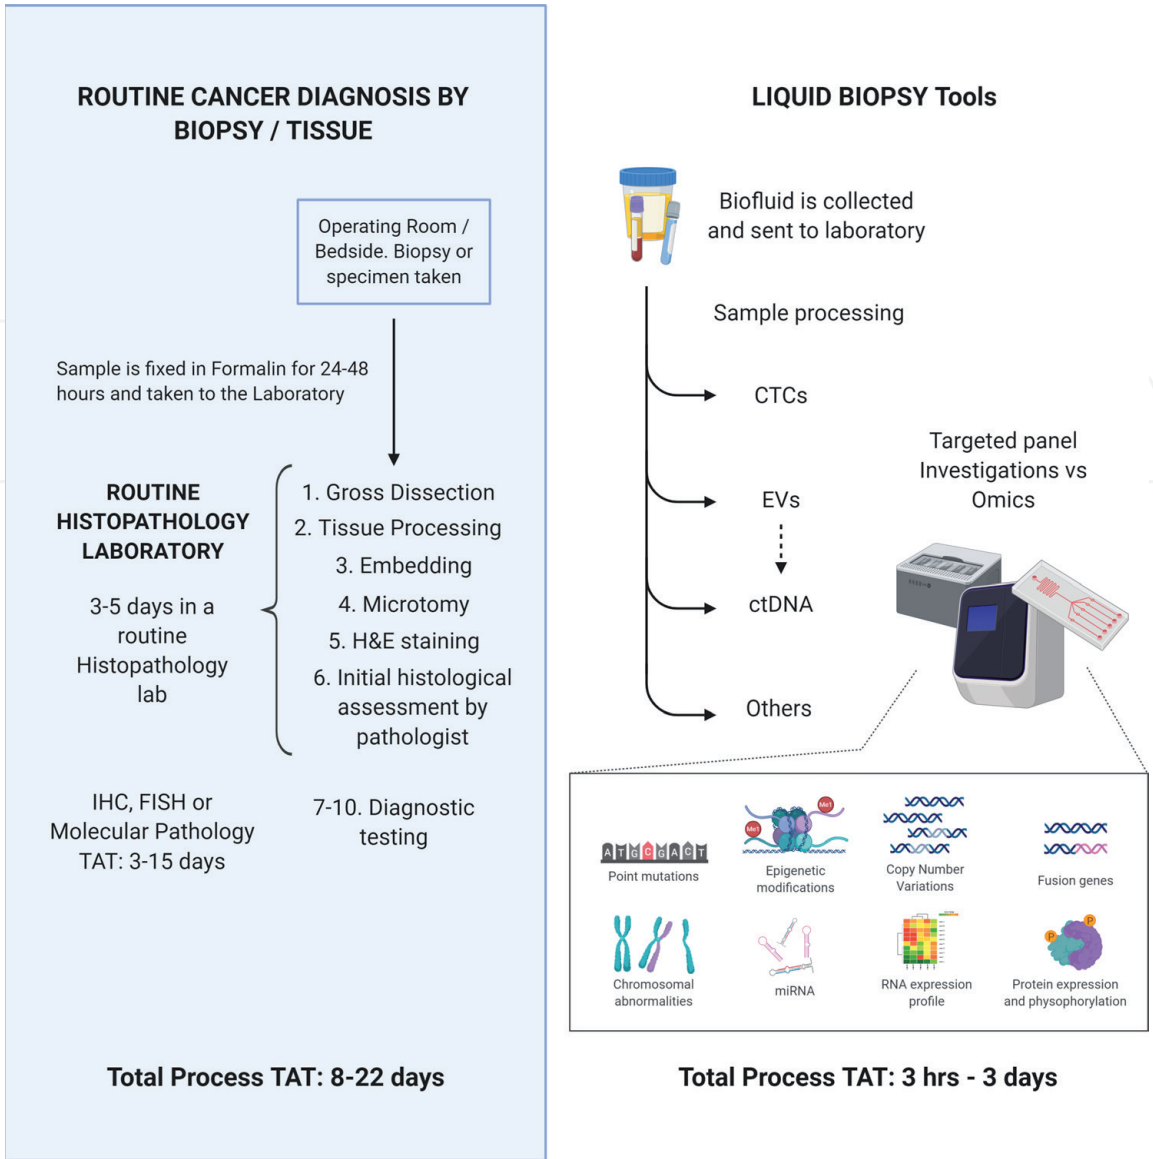 ROUTINE CANCER DIAGNOSIS BY
BIOPSY / TISSUE
Operating Room /
Bedside. Biopsy or
specimen taken
Sample is fixed in Formalin for 24-48
hours and taken to the Laboratory
ROUTINE
HISTOPATHOLOGY
LABORATORY
3-5 days in a
routine
Histopathology
lab
1. Gross Dissection
2. Tissue Processing
3. Embedding
4. Microtomy
5. H&E staining
6. Initial histological
assessment by
pathologist
IHC, FISH or
Molecular Pathology
TAT: 3-15 days
7-10. Diagnostic
testing
Total Process TAT: 8-22 days
LIQUID BIOPSY Tools
Biofluid is collected
and sent to laboratory
Sample processing
CTCs
EVs
ctDNA
Others
Targeted panel
Investigations vs
Omics
ATGCGACT
Point mutations
Me1
Me1
Epigenetic
modifications
Copy Number
Variations
Fusion genes
Chromosomal
abnormalities
miRNA
RNA expression
profile
P
P
Protein expression
and physophorylation
Total Process TAT: 3 hrs - 3 days